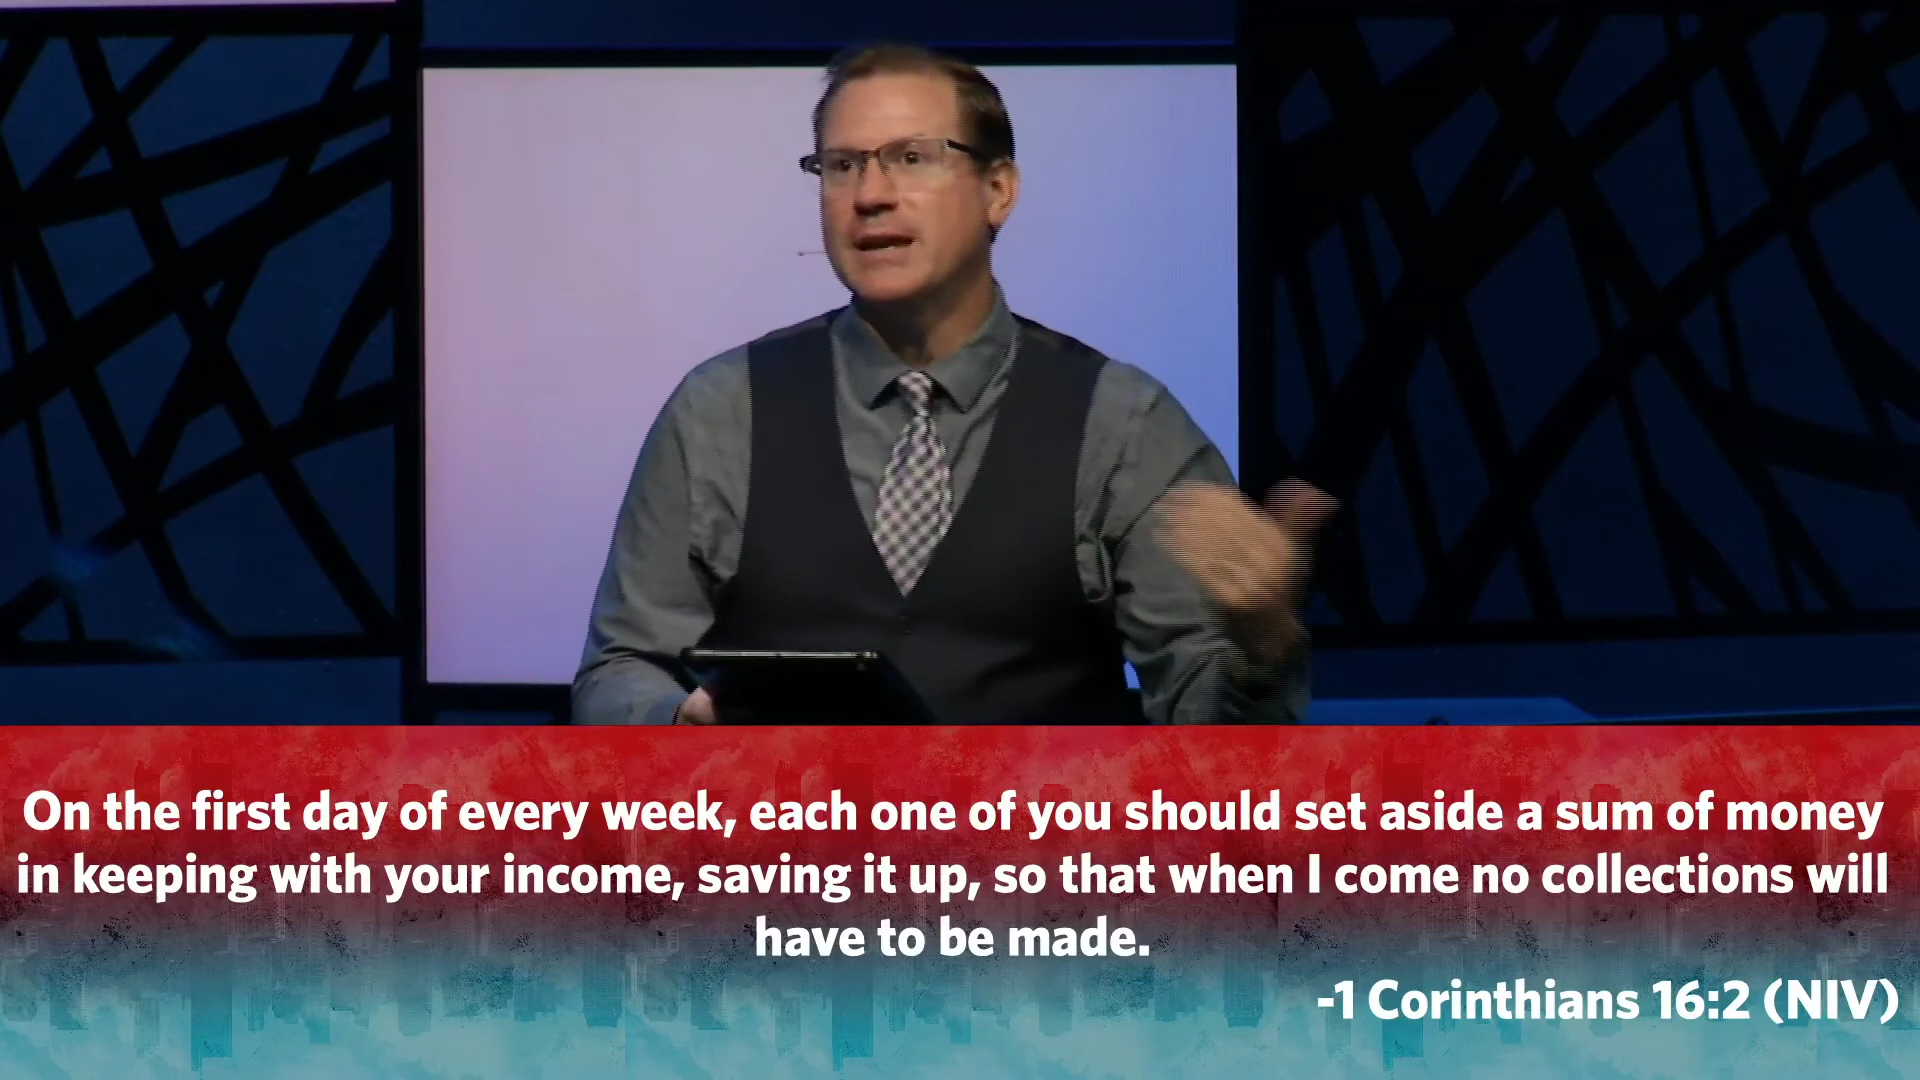 On the first day of every week, each one of you should set aside a sum of money
in keeping with your income, saving it up, so that when I come no collections will
have to be made.
-1 Corinthians 16:2 (NIV)